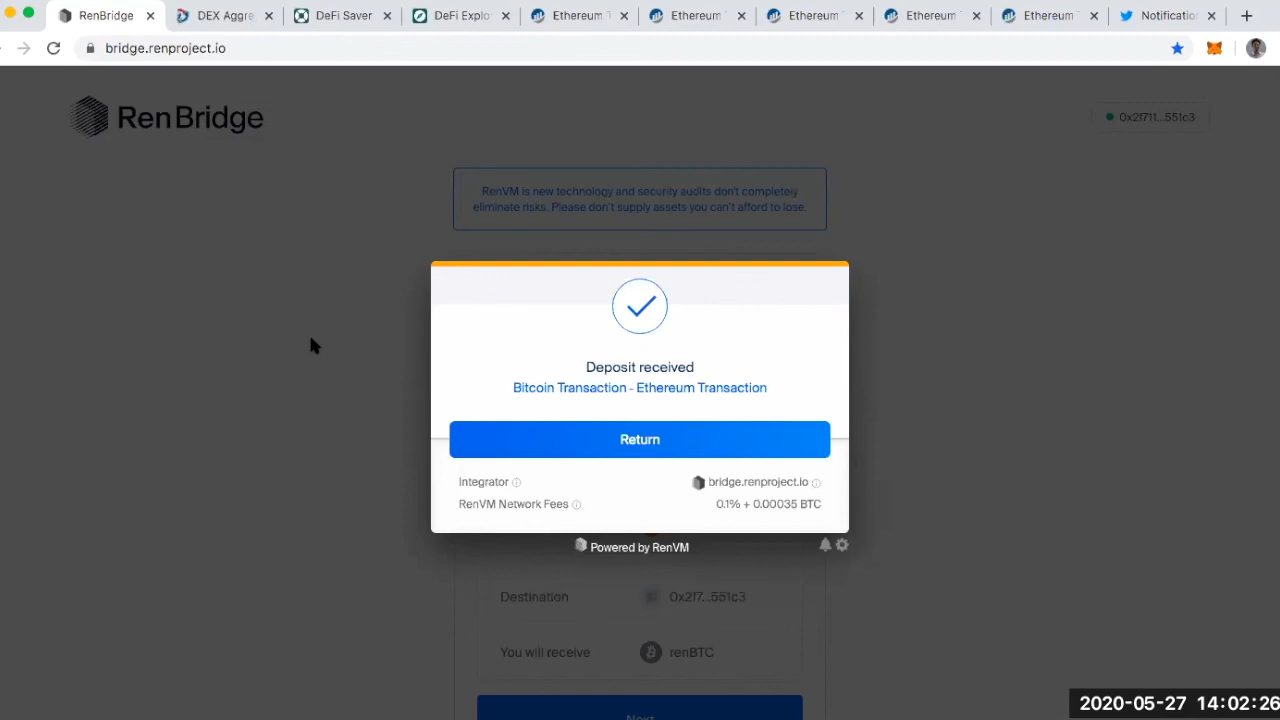 RenBridge
DEX Aggre
DeFi Saver
DeFi Explo
Ethereum T
Ethereum
Ethereum
Ethereum
Ethereum
Notification
bridge.renproject.io
RenBridge
0x2f711...551c3
RenVM is new technology and security audits don't completely
eliminate risks. Please don't supply assets you can't afford to lose.
Deposit received
Bitcoin Transaction - Ethereum Transaction
Return
Integrator
bridge.renproject.io
RenVM Network Fees
0.1% + 0.00035 BTC
Powered by RenVM
Destination
0x2f7...551c3
You will receive
renBTC
Next
2020-05-27 14:02:26